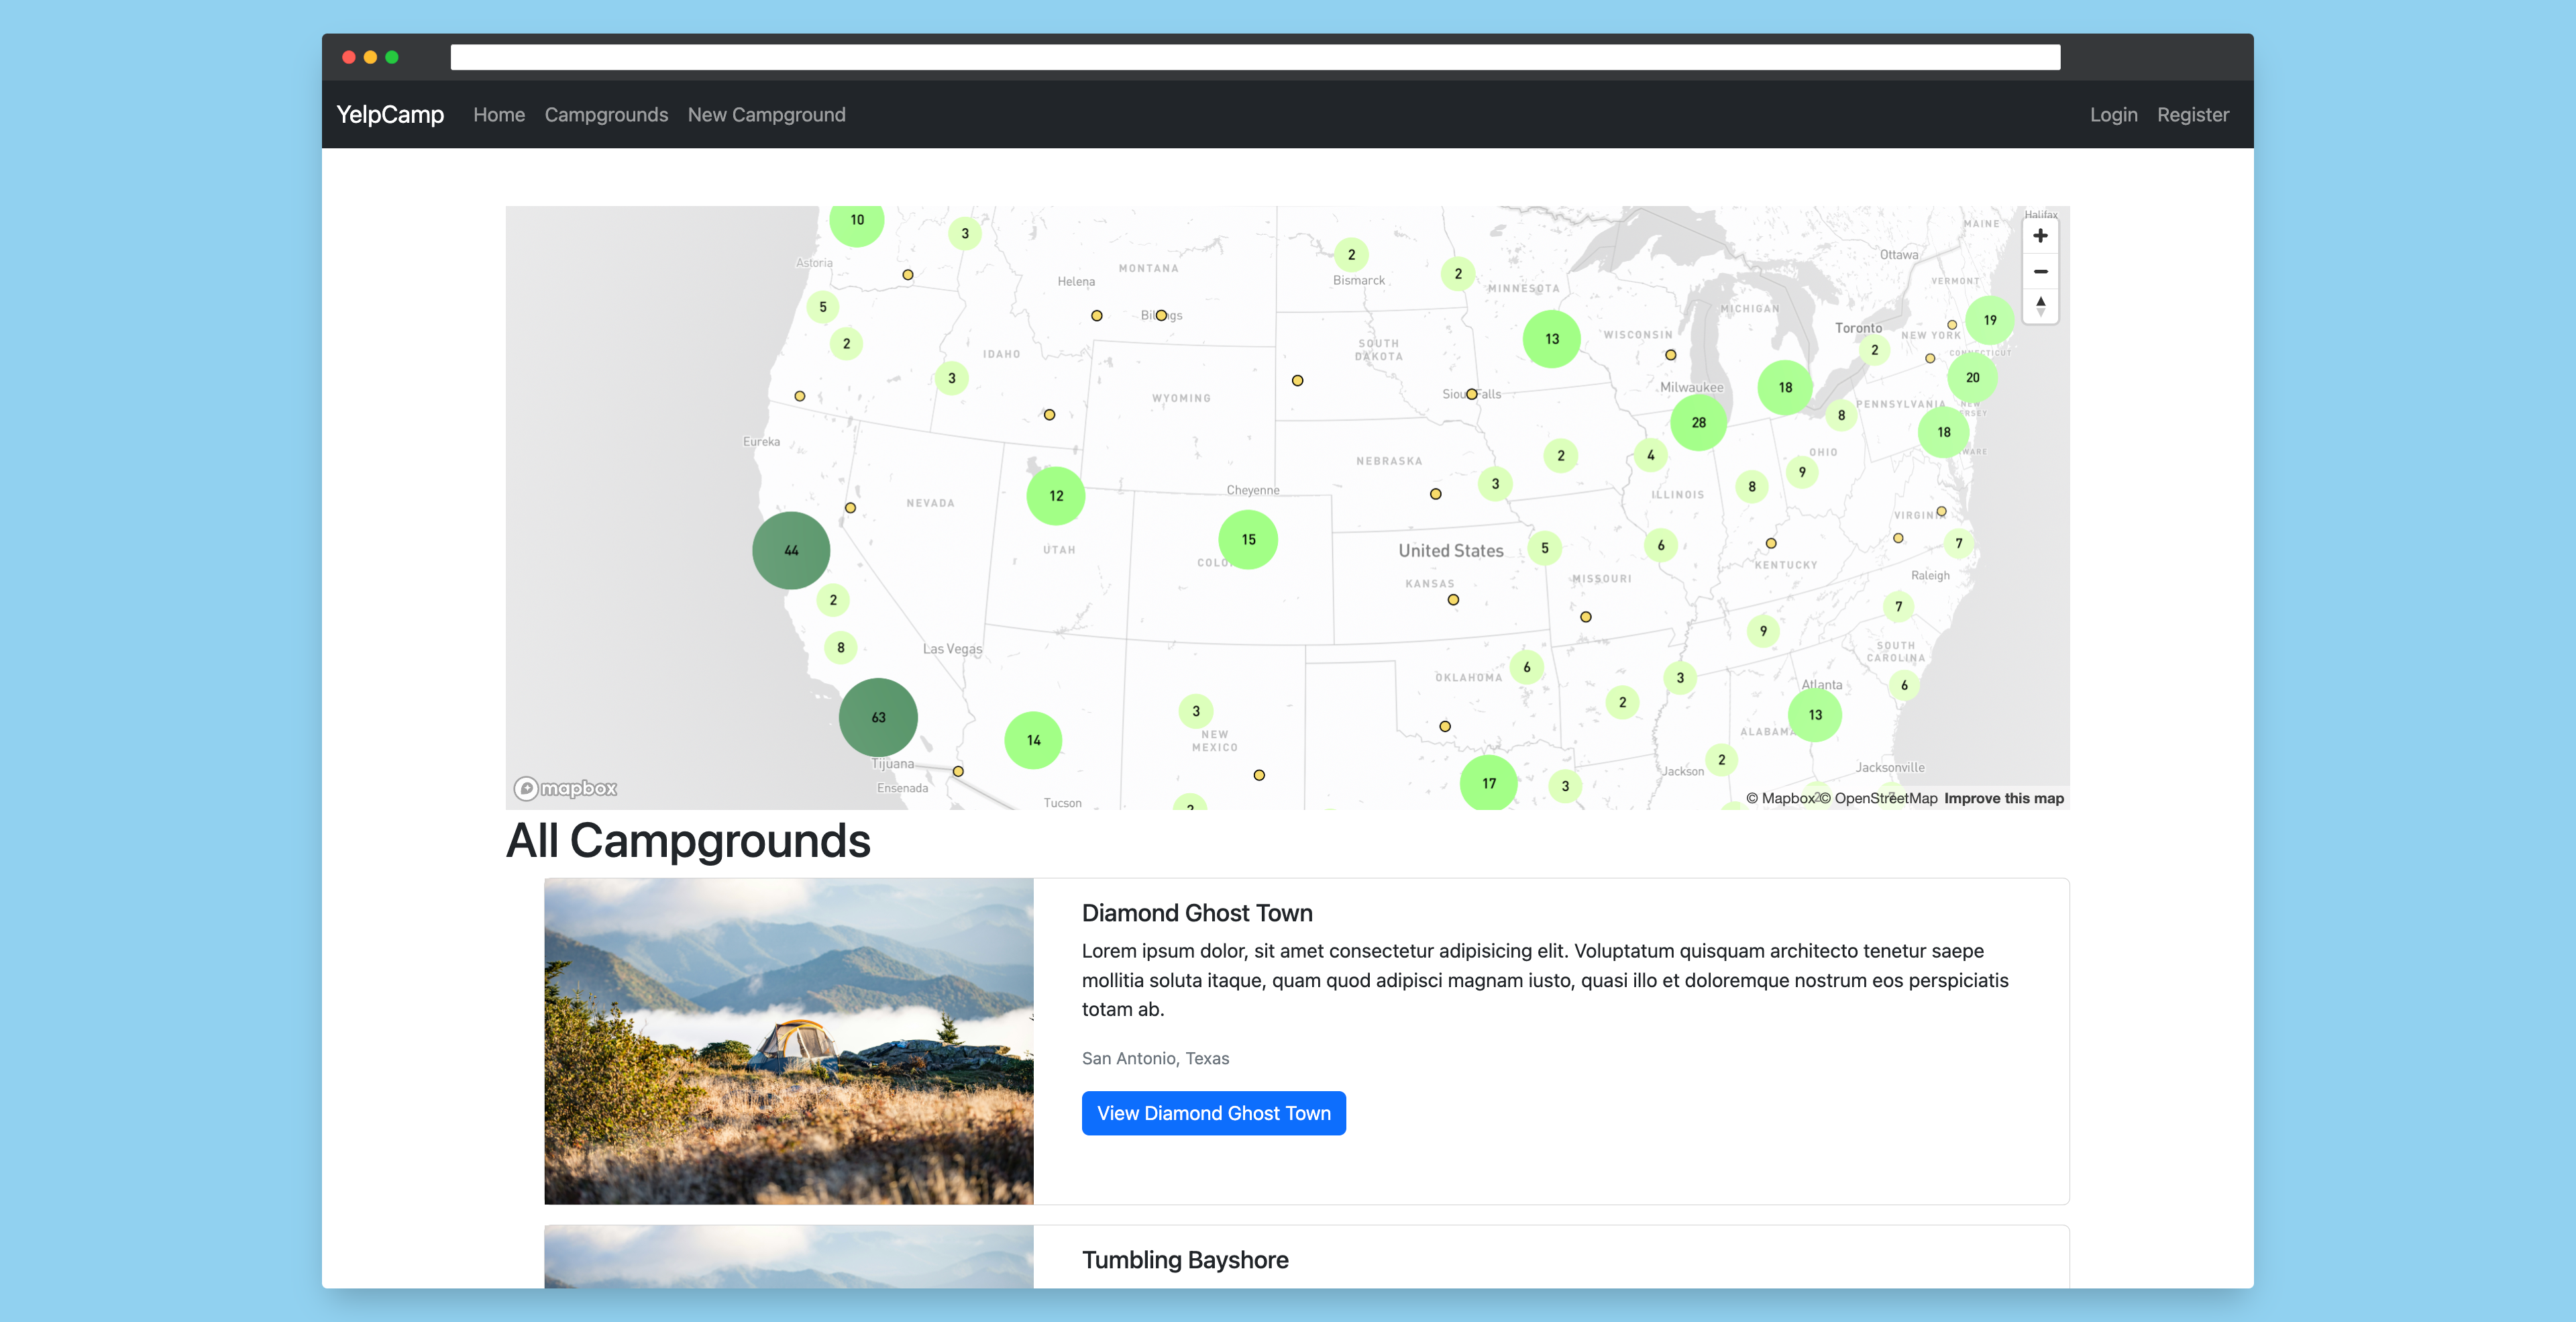 YelpCamp Home Campgrounds New Campground Login Register
10
3
Halifax
MAINE
2
Bismarck
2
Ottawa
Astoria
MONTANA
Helena
MINNESOTA
VERMONT
5
Billings
MICHIGAN
19
2
IDAHO
SOUTH
DAKOTA
13
WISCONSIN
Toronto
NEW YORK
2
CONNECTICUT
3
WYOMING
Sioux Falls
Milwaukee
18
20
28
8
PENNSYLVANIA
NEW
JERSEY
Eureka
18
NEBRASKA
2
4
OHIO
9
12
NEVADA
Cheyenne
3
ILLINOIS
8
44
UTAH
15
United States
5
6
VIRGINIA
7
KANSAS
MISSOURI
KENTUCKY
Raleigh
2
7
8
Las Vegas
9
SOUTH
CAROLINA
6
OKLAHOMA
3
Atlanta
6
63
3
2
13
14
NEW
MEXICO
ALABAMA
Tijuana
2
Jackson
Jacksonville
Ensenada
Tucson
17
3
mapbox
© Mapbox © OpenStreetMap Improve this map
All Campgrounds
Diamond Ghost Town
Lorem ipsum dolor, sit amet consectetur adipisicing elit. Voluptatum quisquam architecto tenetur saepe
mollitia soluta itaque, quam quod adipisci magnam iusto, quasi illo et doloremque nostrum eos perspiciatis
totam ab.
San Antonio, Texas
View Diamond Ghost Town
Tumbling Bayshore